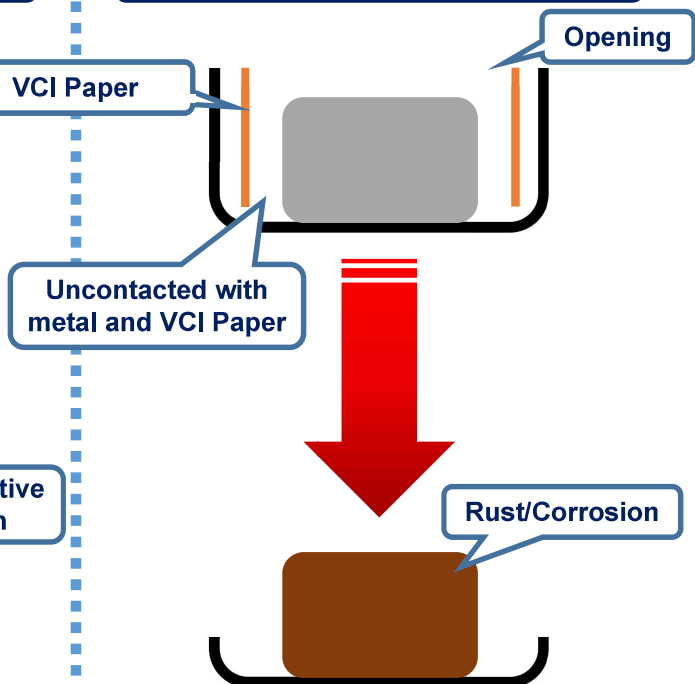 Opening
VCI Paper
Uncontacted with
metal and VCI Paper
Rust/Corrosion